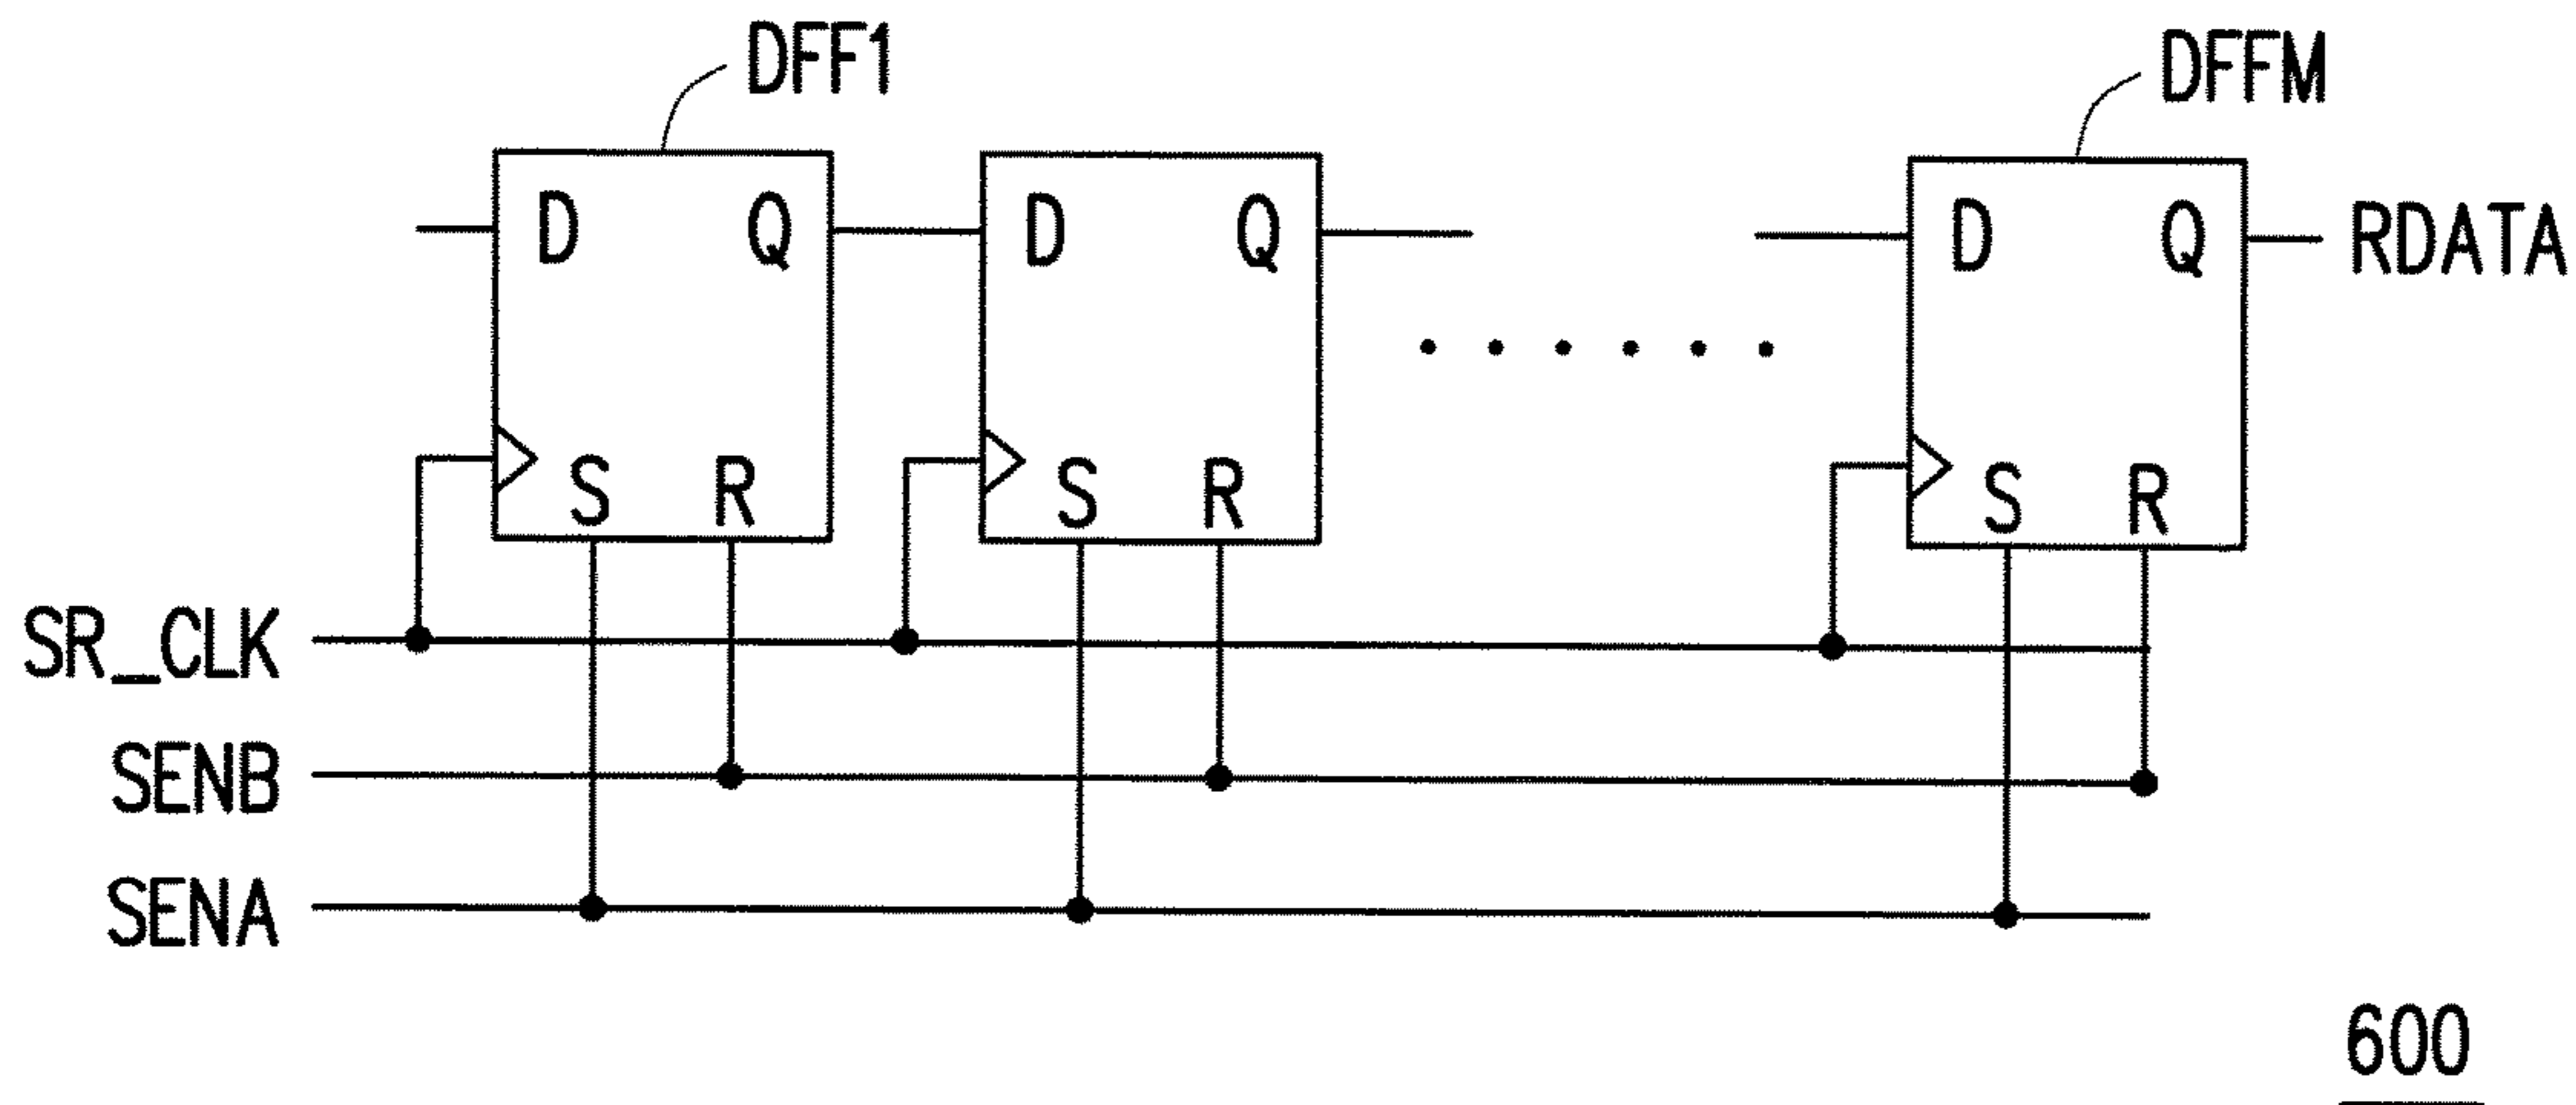 DFF1
DFFM
D Q
D Q
D Q
RDATA
S R
S R
S R
SR_CLK
SENB
SENA
600